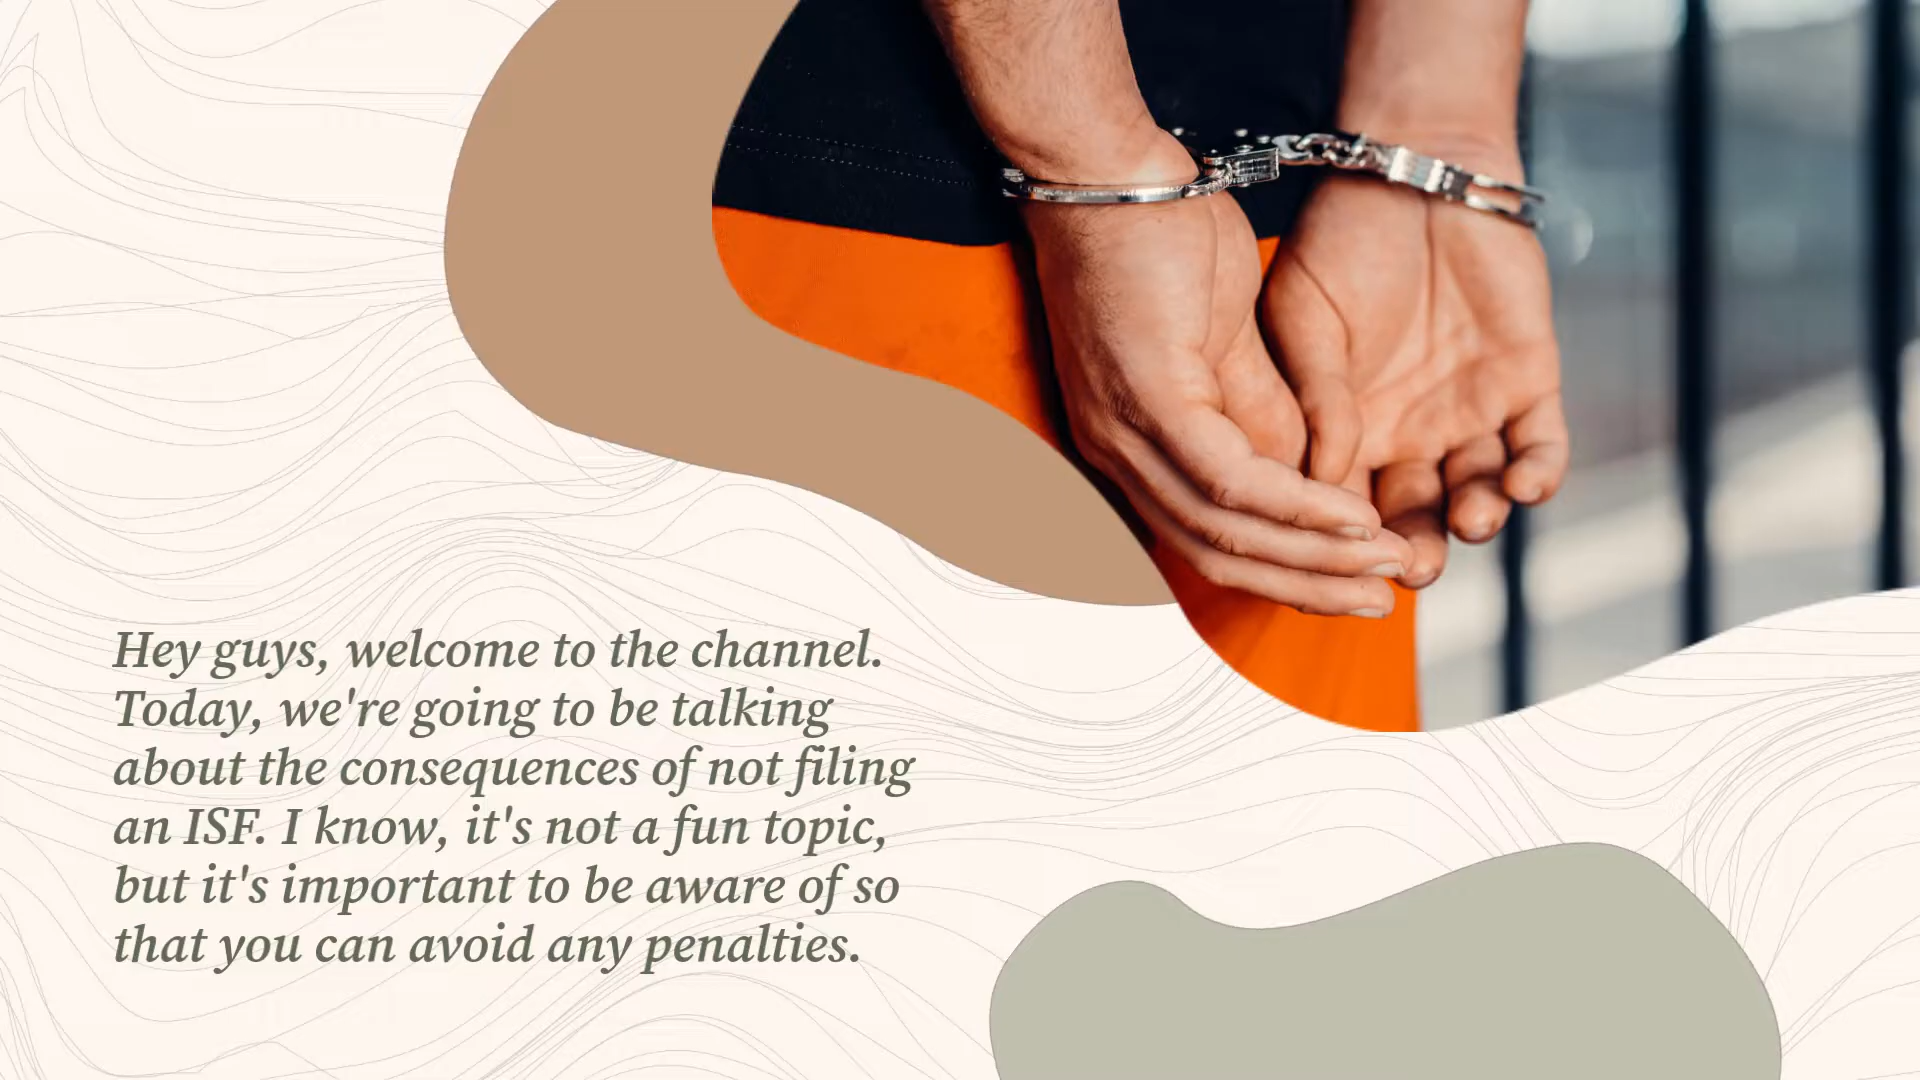 Hey guys, welcome to the channel.
Today, we're going to be talking
about the consequences of not filing
an ISF. I know, it's not a fun topic,
but it's important to be aware of so
that you can avoid any penalties.